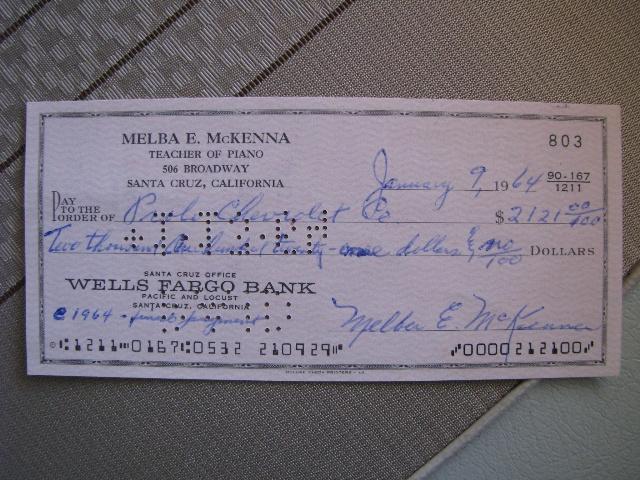 MELBA E. McKENNA
803
TEACHER OF PIANO
506 BROADWAY
SANTA CRUZ, CALIFORNIA
January 9, 1964 90-167
1211
PAY TO THE ORDER OF Chevrolet Co $2121 00/100
Two thousand One hundred twenty-one dollars & no/100 DOLLARS
SANTA CRUZ OFFICE
WELLS FARGO BANK
PACIFIC AND LOCUST
SANTA CRUZ, CALIFORNIA
1964 - Melba E. McKenna
⑆1211⑉0167⑆0532 210929⑈ ⑈0000212100⑈